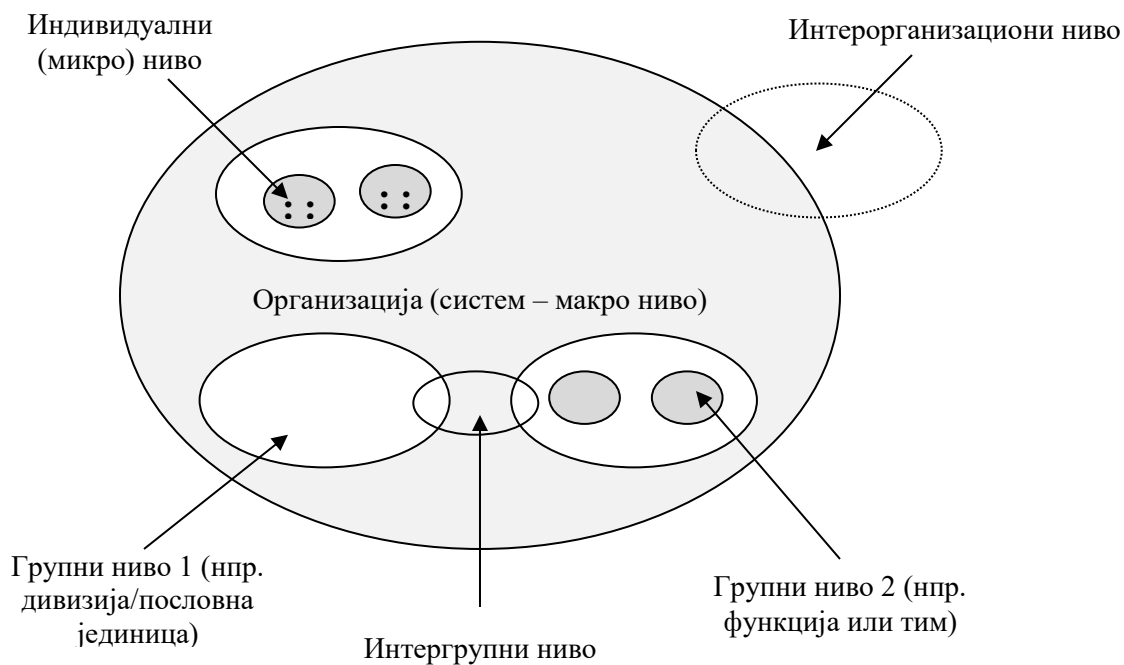 Индивидуални
(микро) ниво
Интерорганизациони ниво
Организација (систем – макро ниво)
Групни ниво 1 (нпр.
дивизија/пословна
јединица)
Интергрупни ниво
Групни ниво 2 (нпр.
функција или тим)